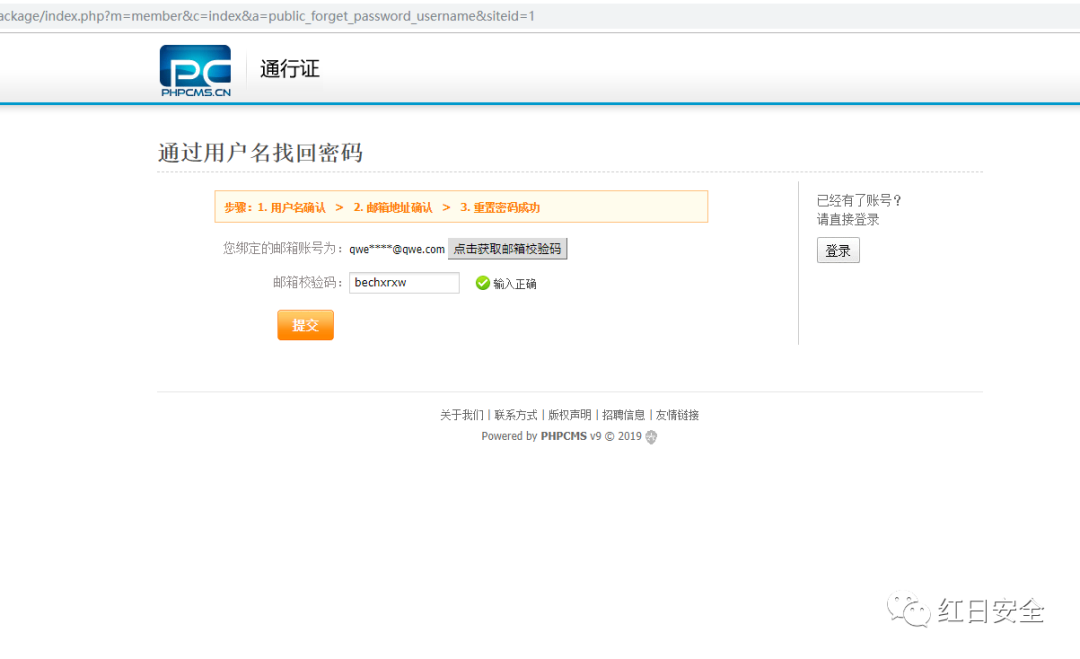 ackage/index.php?m=member&c=index&a=public_forget_password_username&siteid=1
PC
PHPCMS.CN
通行证
通过用户名找回密码
步骤：1. 用户名确认 > 2. 邮箱地址确认 > 3. 重置密码成功
您绑定的邮箱账号为：qwe****@qwe.com 点击获取邮箱校验码
邮箱校验码：bechxrxw 输入正确
提交
已经有了账号？
请直接登录
登录
关于我们 | 联系方式 | 版权声明 | 招聘信息 | 友情链接
Powered by PHPCMS v9 © 2019
红日安全